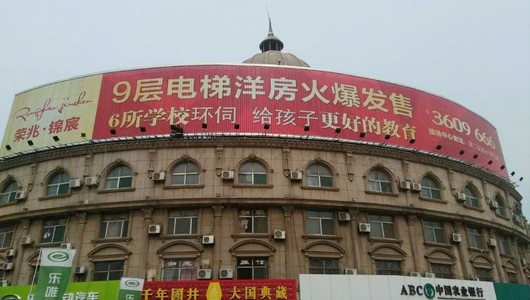 Ronghao jinchen
荣兆·锦宸
9层电梯洋房火爆发售
6所学校环伺 给孩子更好的教育
3609 666
乐唯
千年国井 大国典藏
ABC 中国农业银行